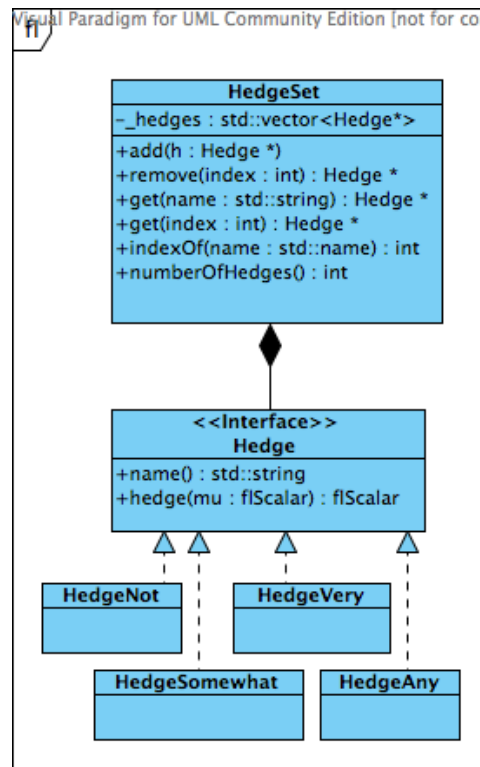 Visual Paradigm for UML Community Edition [not for co
fl
HedgeSet
-_hedges : std::vector<Hedge*>
+add(h : Hedge *)
+remove(index : int) : Hedge *
+get(name : std::string) : Hedge *
+get(index : int) : Hedge *
+indexOf(name : std::name) : int
+numberOfHedges() : int
<<Interface>>
Hedge
+name() : std::string
+hedge(mu : flScalar) : flScalar
HedgeNot
HedgeVery
HedgeSomewhat
HedgeAny